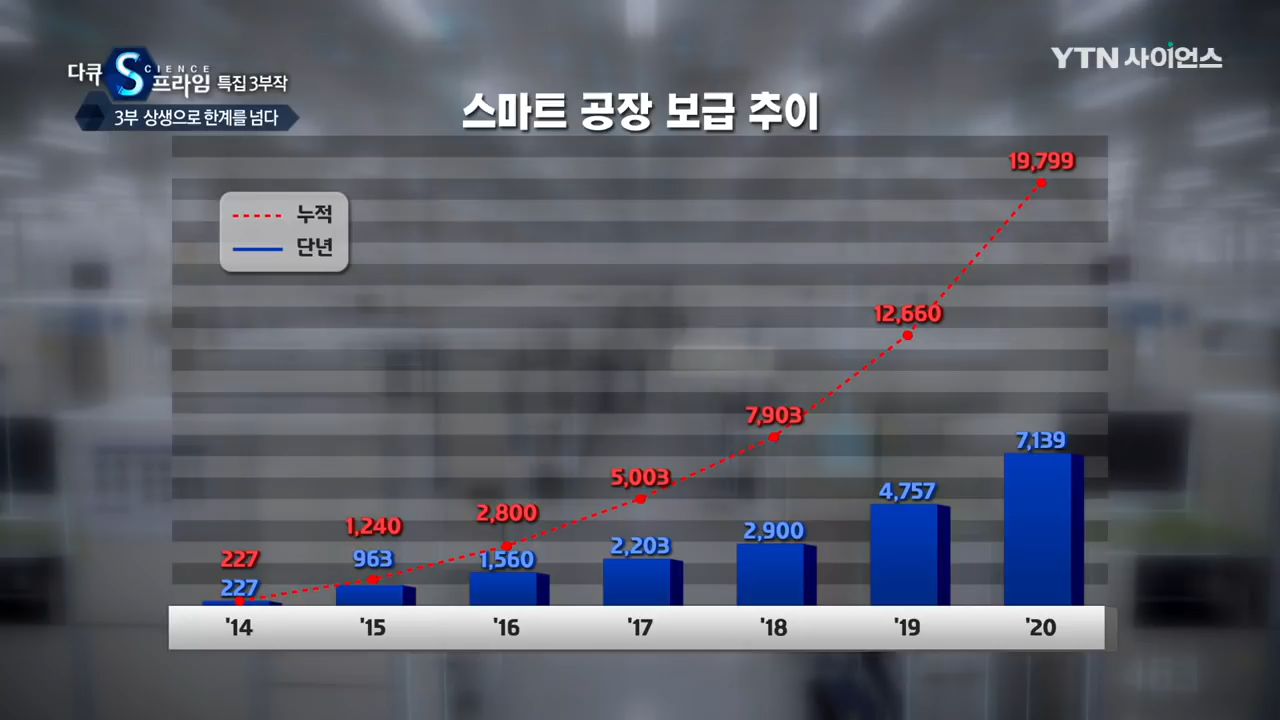 다큐 S CIENCE 프라임 특집 3부작
3부 상생으로 한계를 넘다
YTN 사이언스
스마트 공장 보급 추이
누적
단년
19,799
12,660
7,903
5,003
2,800
1,240
227
7,139
4,757
2,900
2,203
1,560
963
227
'14 '15 '16 '17 '18 '19 '20